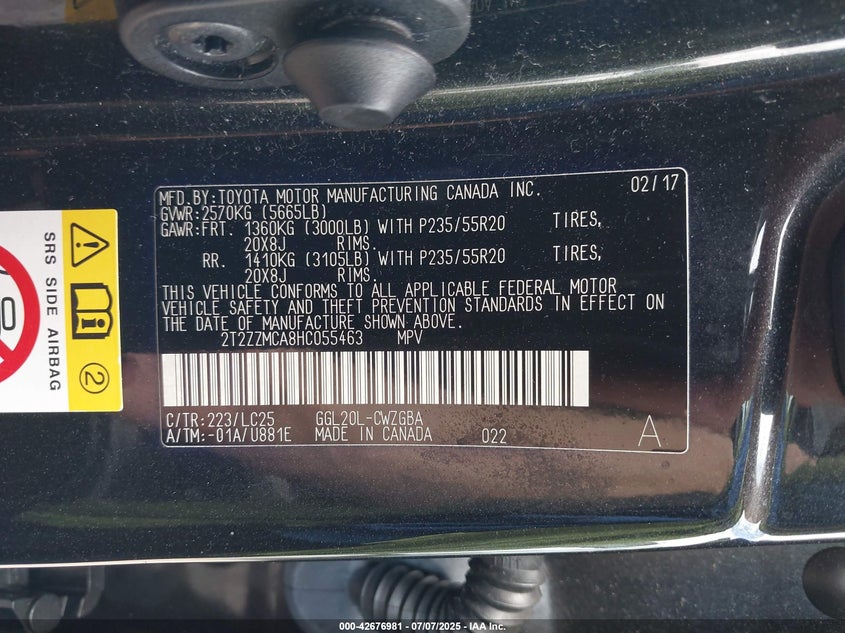 MFD.BY:TOYOTA MOTOR MANUFACTURING CANADA INC. 02/17
GVWR:2570KG (5665LB)
GAWR:FRT. 1360KG (3000LB) WITH P235/55R20 TIRES,
20X8J RIMS.
RR. 1410KG (3105LB) WITH P235/55R20 TIRES,
20X8J RIMS.
THIS VEHICLE CONFORMS TO ALL APPLICABLE FEDERAL MOTOR
VEHICLE SAFETY AND THEFT PREVENTION STANDARDS IN EFFECT ON
THE DATE OF MANUFACTURE SHOWN ABOVE.
2T2ZZMCA8HC055463 MPV
C/TR:223/LC25 GGL20L-CWZGBA
A/TM:-01A/U881E MADE IN CANADA 022 A
SRS SIDE AIRBAG
2
000-42676981 - 07/07/2025 - IAA Inc.